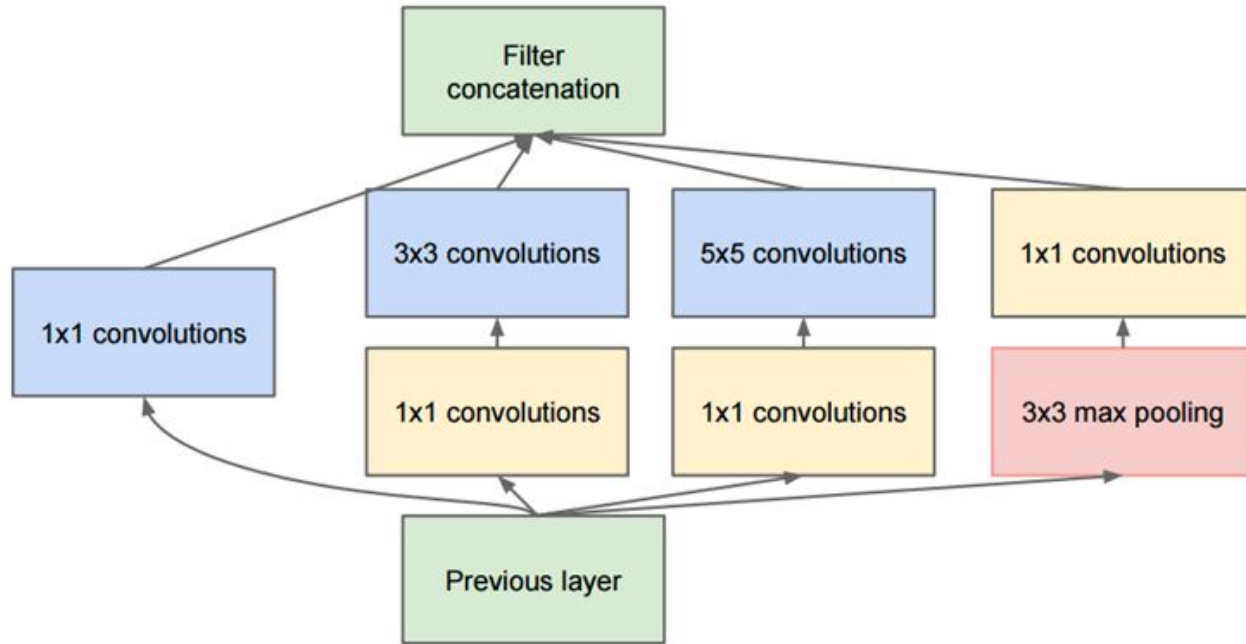 Filter
concatenation
3x3 convolutions
5x5 convolutions
1x1 convolutions
1x1 convolutions
1x1 convolutions
1x1 convolutions
3x3 max pooling
Previous layer